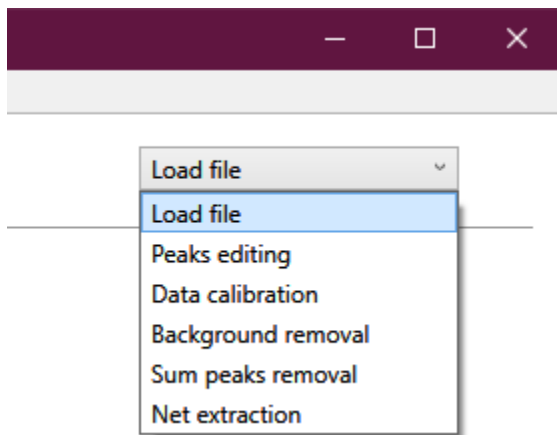 Load file
Load file
Peaks editing
Data calibration
Background removal
Sum peaks removal
Net extraction